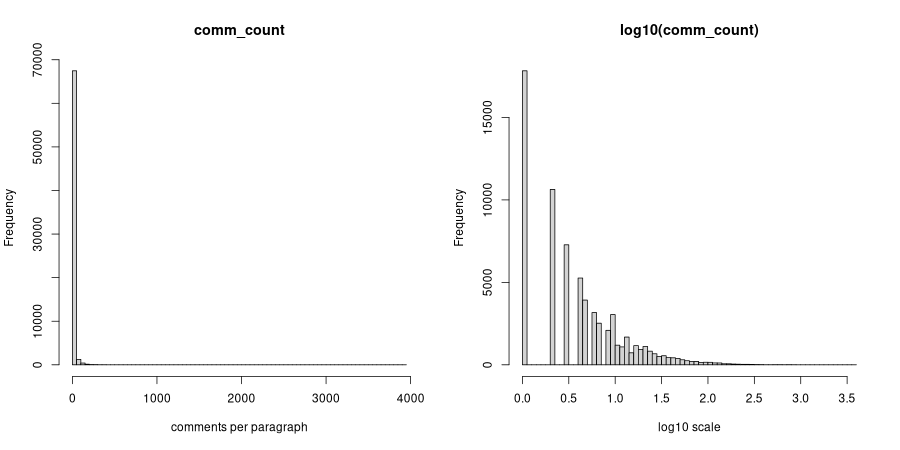 comm_count
Frequency
70000
50000
30000
10000
0
0 1000 2000 3000 4000
comments per paragraph
log10(comm_count)
Frequency
15000
10000
5000
0
0.0 0.5 1.0 1.5 2.0 2.5 3.0 3.5
log10 scale